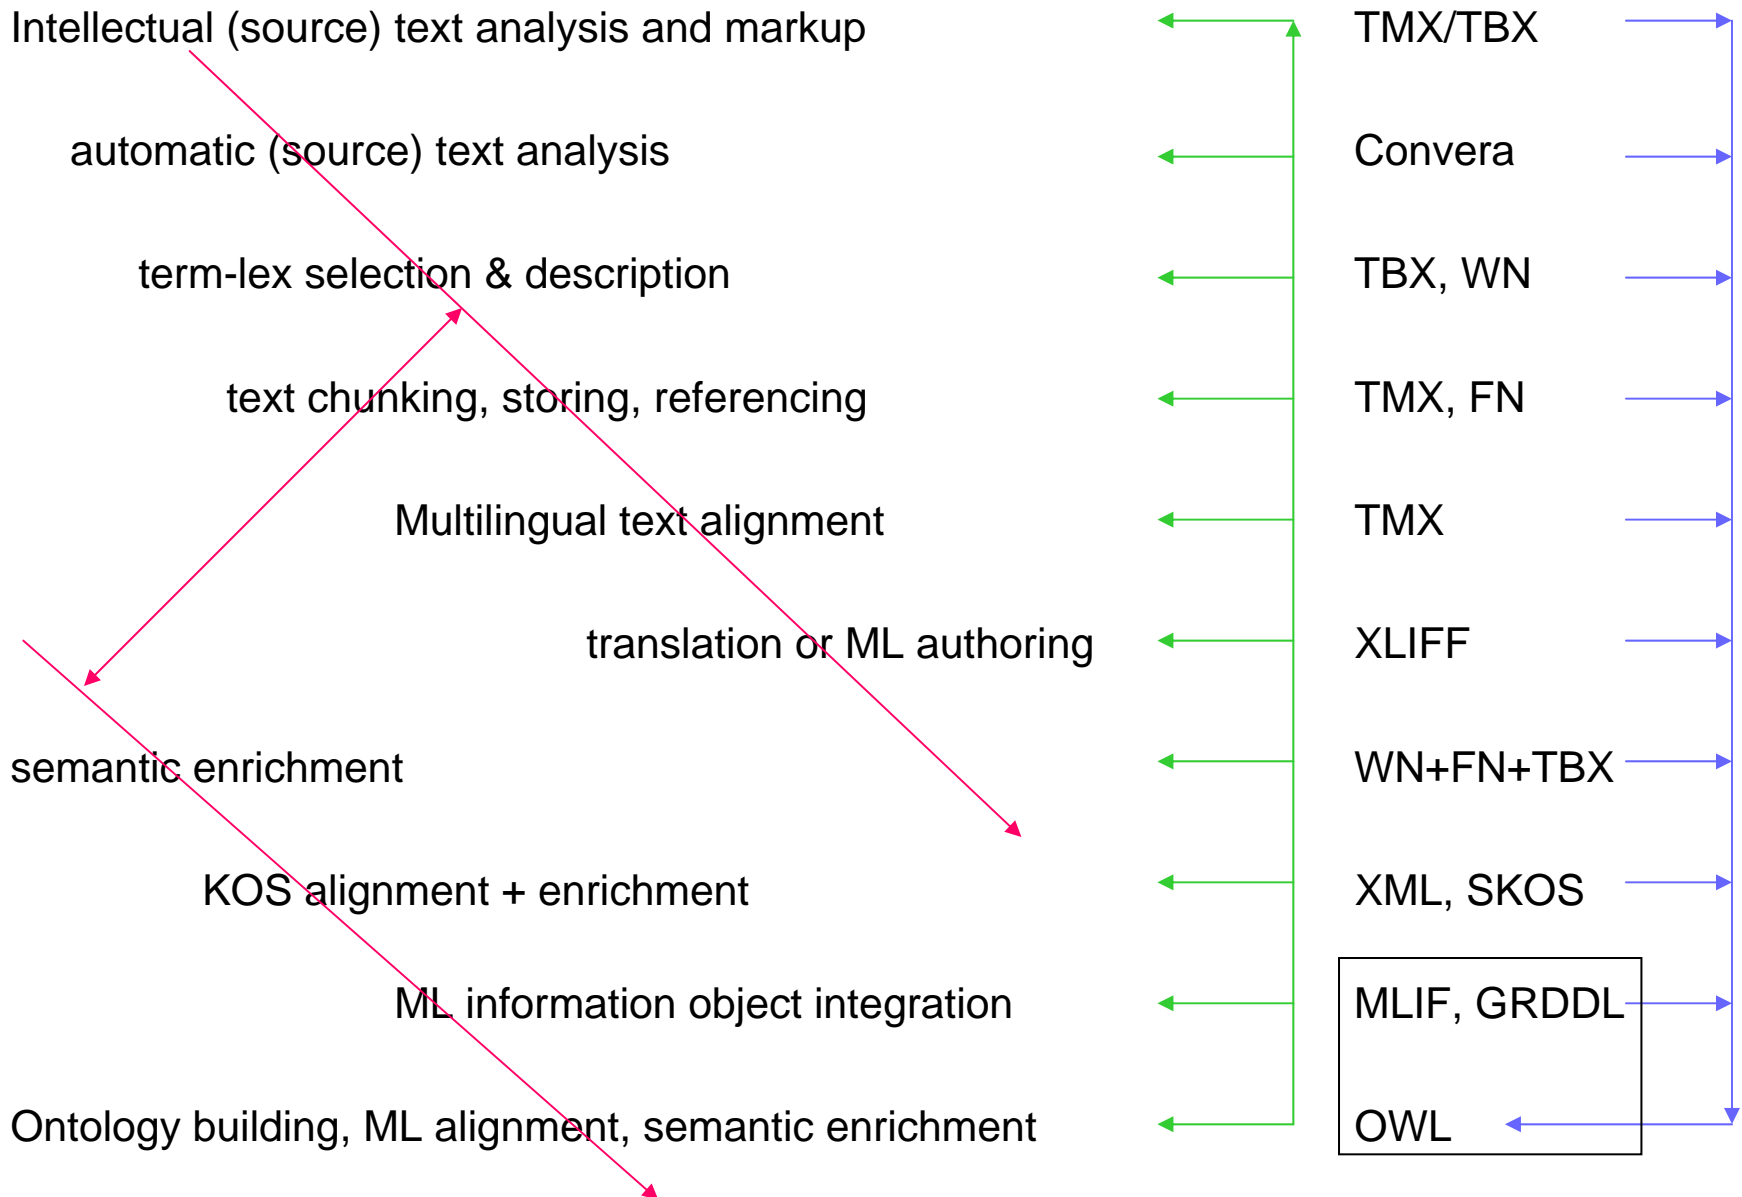 Intellectual (source) text analysis and markup TMX/TBX
automatic (source) text analysis Convera
term-lex selection & description TBX, WN
text chunking, storing, referencing TMX, FN
Multilingual text alignment TMX
translation or ML authoring XLIFF
semantic enrichment WN+FN+TBX
KOS alignment + enrichment XML, SKOS
ML information object integration MLIF, GRDDL
Ontology building, ML alignment, semantic enrichment OWL